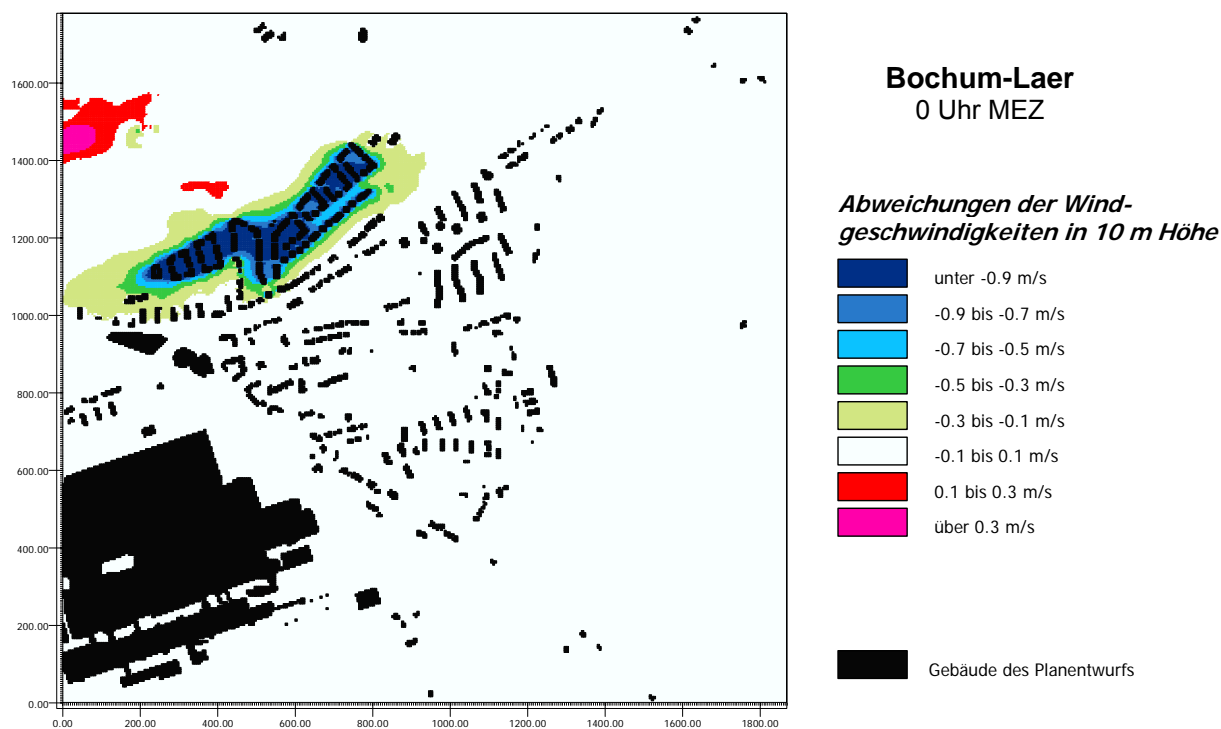 Bochum-Laer
0 Uhr MEZ
Abweichungen der Wind-
geschwindigkeiten in 10 m Höhe
unter -0.9 m/s
-0.9 bis -0.7 m/s
-0.7 bis -0.5 m/s
-0.5 bis -0.3 m/s
-0.3 bis -0.1 m/s
-0.1 bis 0.1 m/s
0.1 bis 0.3 m/s
über 0.3 m/s
Gebäude des Planentwurfs
1600.00
1400.00
1200.00
1000.00
800.00
600.00
400.00
200.00
0.00
0.00 200.00 400.00 600.00 800.00 1000.00 1200.00 1400.00 1600.00 1800.00